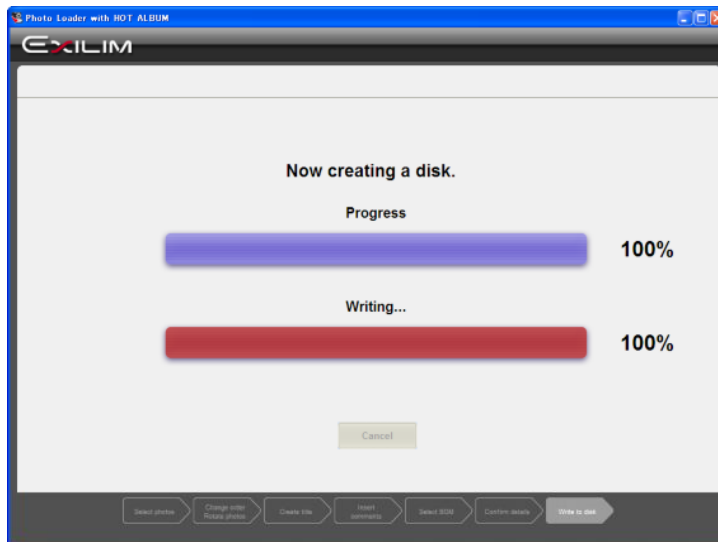 Photo Loader with HOT ALBUM
EXILIM
Now creating a disk.
Progress
100%
Writing...
100%
Cancel
Select photos
Change order
Rotate photos
Create title
Insert
comments
Select BGM
Confirm details
Write to disk